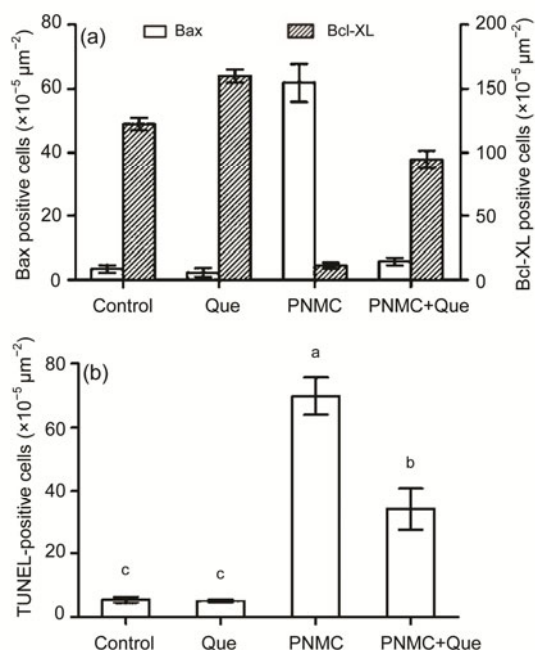 (a)
Bax
Bcl-XL
Bax positive cells (×10⁻⁵ µm⁻²)
80
60
40
20
0
Bcl-XL positive cells (×10⁻⁵ µm⁻²)
200
150
100
50
0
Control Que PNMC PNMC+Que
(b)
TUNEL-positive cells (×10⁻⁵ µm⁻²)
80
60
40
20
0
c
c
a
b
Control Que PNMC PNMC+Que